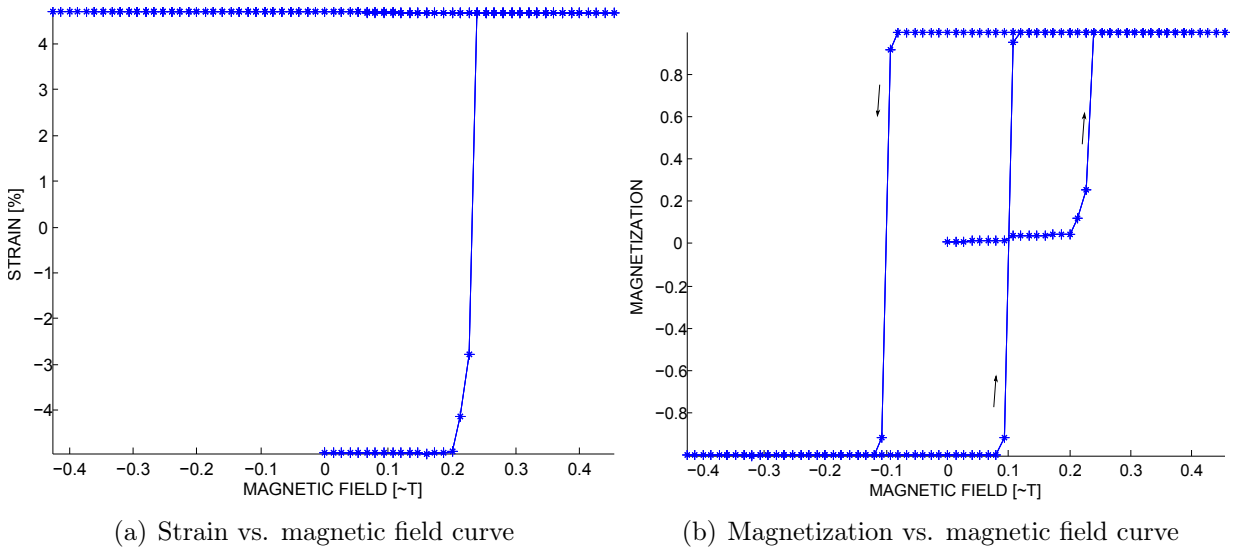 STRAIN [%]
4
3
2
1
0
−1
−2
−3
−4
−0.4 −0.3 −0.2 −0.1 0 0.1 0.2 0.3 0.4
MAGNETIC FIELD [~T]
(a) Strain vs. magnetic field curve
MAGNETIZATION
0.8
0.6
0.4
0.2
0
−0.2
−0.4
−0.6
−0.8
−0.4 −0.3 −0.2 −0.1 0 0.1 0.2 0.3 0.4
MAGNETIC FIELD [~T]
(b) Magnetization vs. magnetic field curve